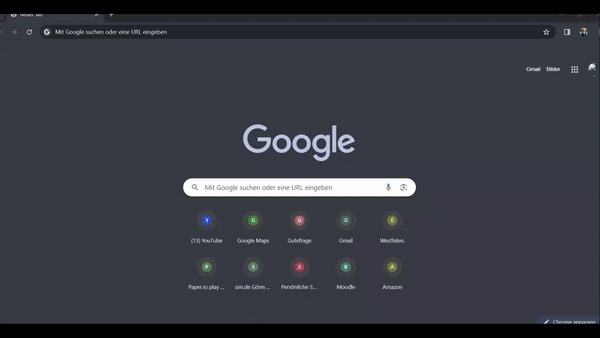 Neuer Tab
Mit Google suchen oder eine URL eingeben
Gmail Bilder
Google
Mit Google suchen oder eine URL eingeben
Y G G G E
(13) YouTube Google Maps Gutefrage Gmail Westfalen.
P S S B A
Paper.io play ... sim.de Gönn ... Persönliche S... Moodle Amazon
Chrome anpassen